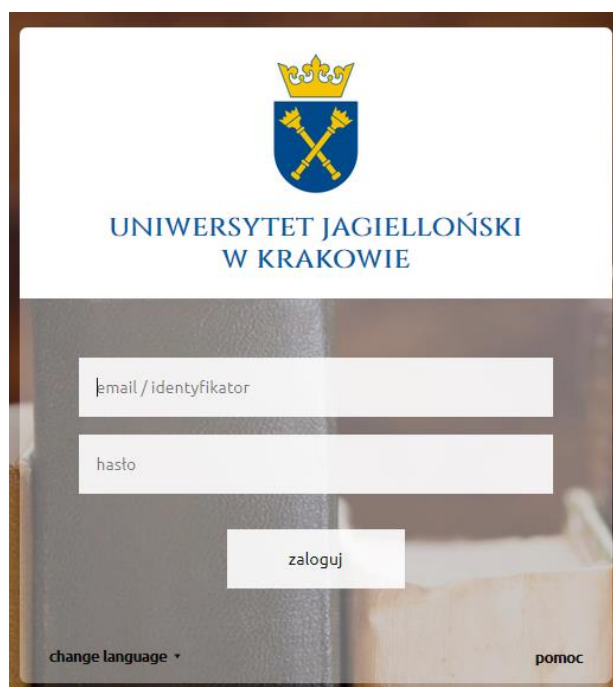 UNIWERSYTET JAGIELLOŃSKI
W KRAKOWIE
email / identyfikator
hasło
zaloguj
change language
pomoc